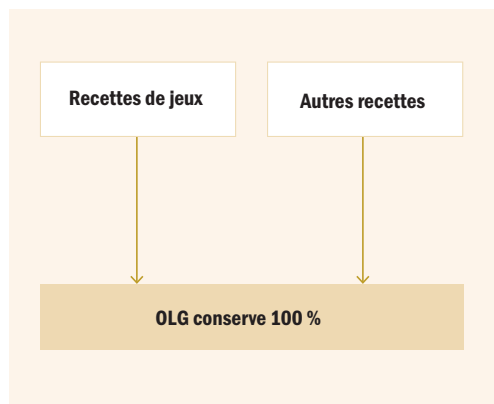 Recettes de jeux
Autres recettes
OLG conserve 100 %